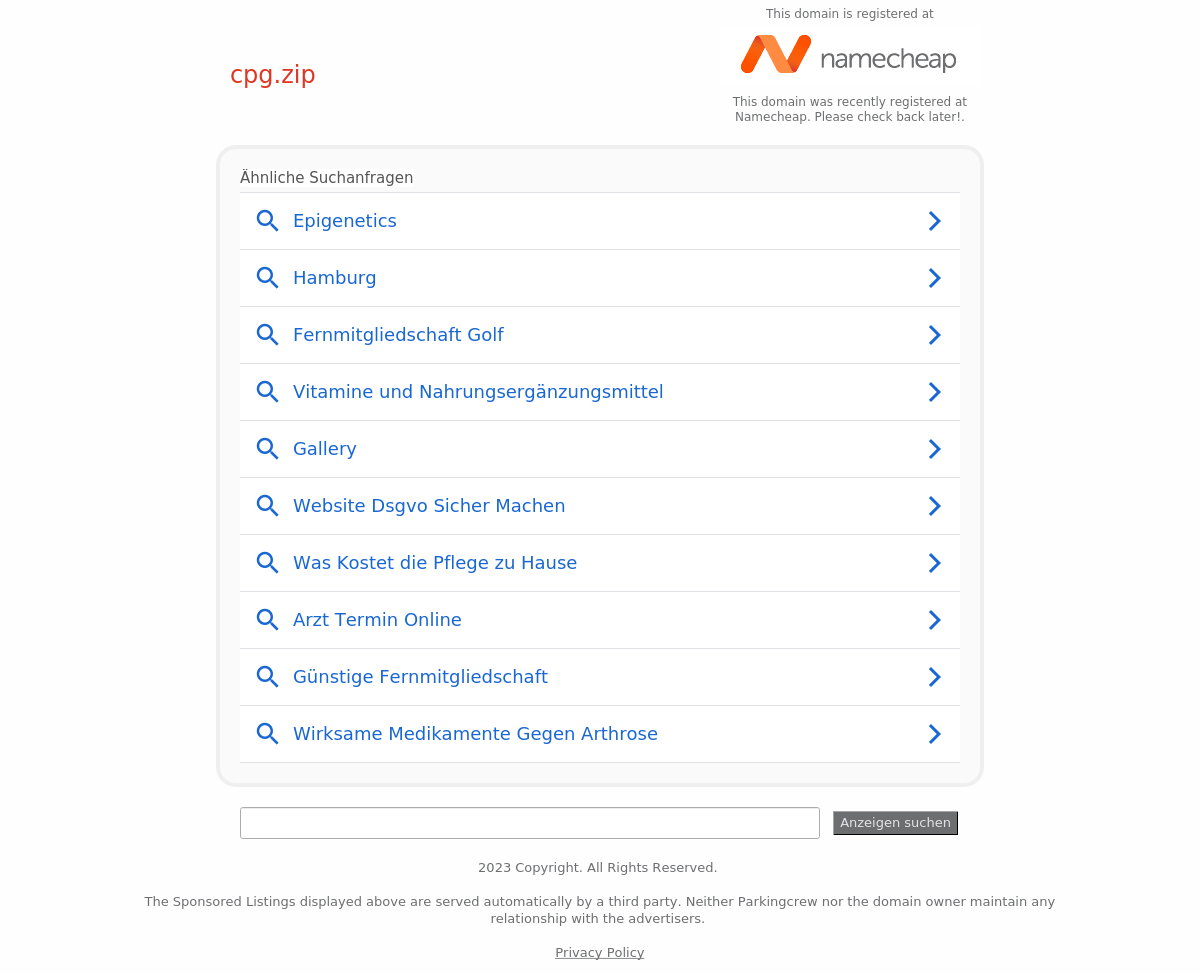 This domain is registered at
namecheap
cpg.zip
This domain was recently registered at
Namecheap. Please check back later!.
Ähnliche Suchanfragen
Epigenetics
Hamburg
Fernmitgliedschaft Golf
Vitamine und Nahrungsergänzungsmittel
Gallery
Website Dsgvo Sicher Machen
Was Kostet die Pflege zu Hause
Arzt Termin Online
Günstige Fernmitgliedschaft
Wirksame Medikamente Gegen Arthrose
Anzeigen suchen
2023 Copyright. All Rights Reserved.
The Sponsored Listings displayed above are served automatically by a third party. Neither Parkingcrew nor the domain owner maintain any
relationship with the advertisers.
Privacy Policy